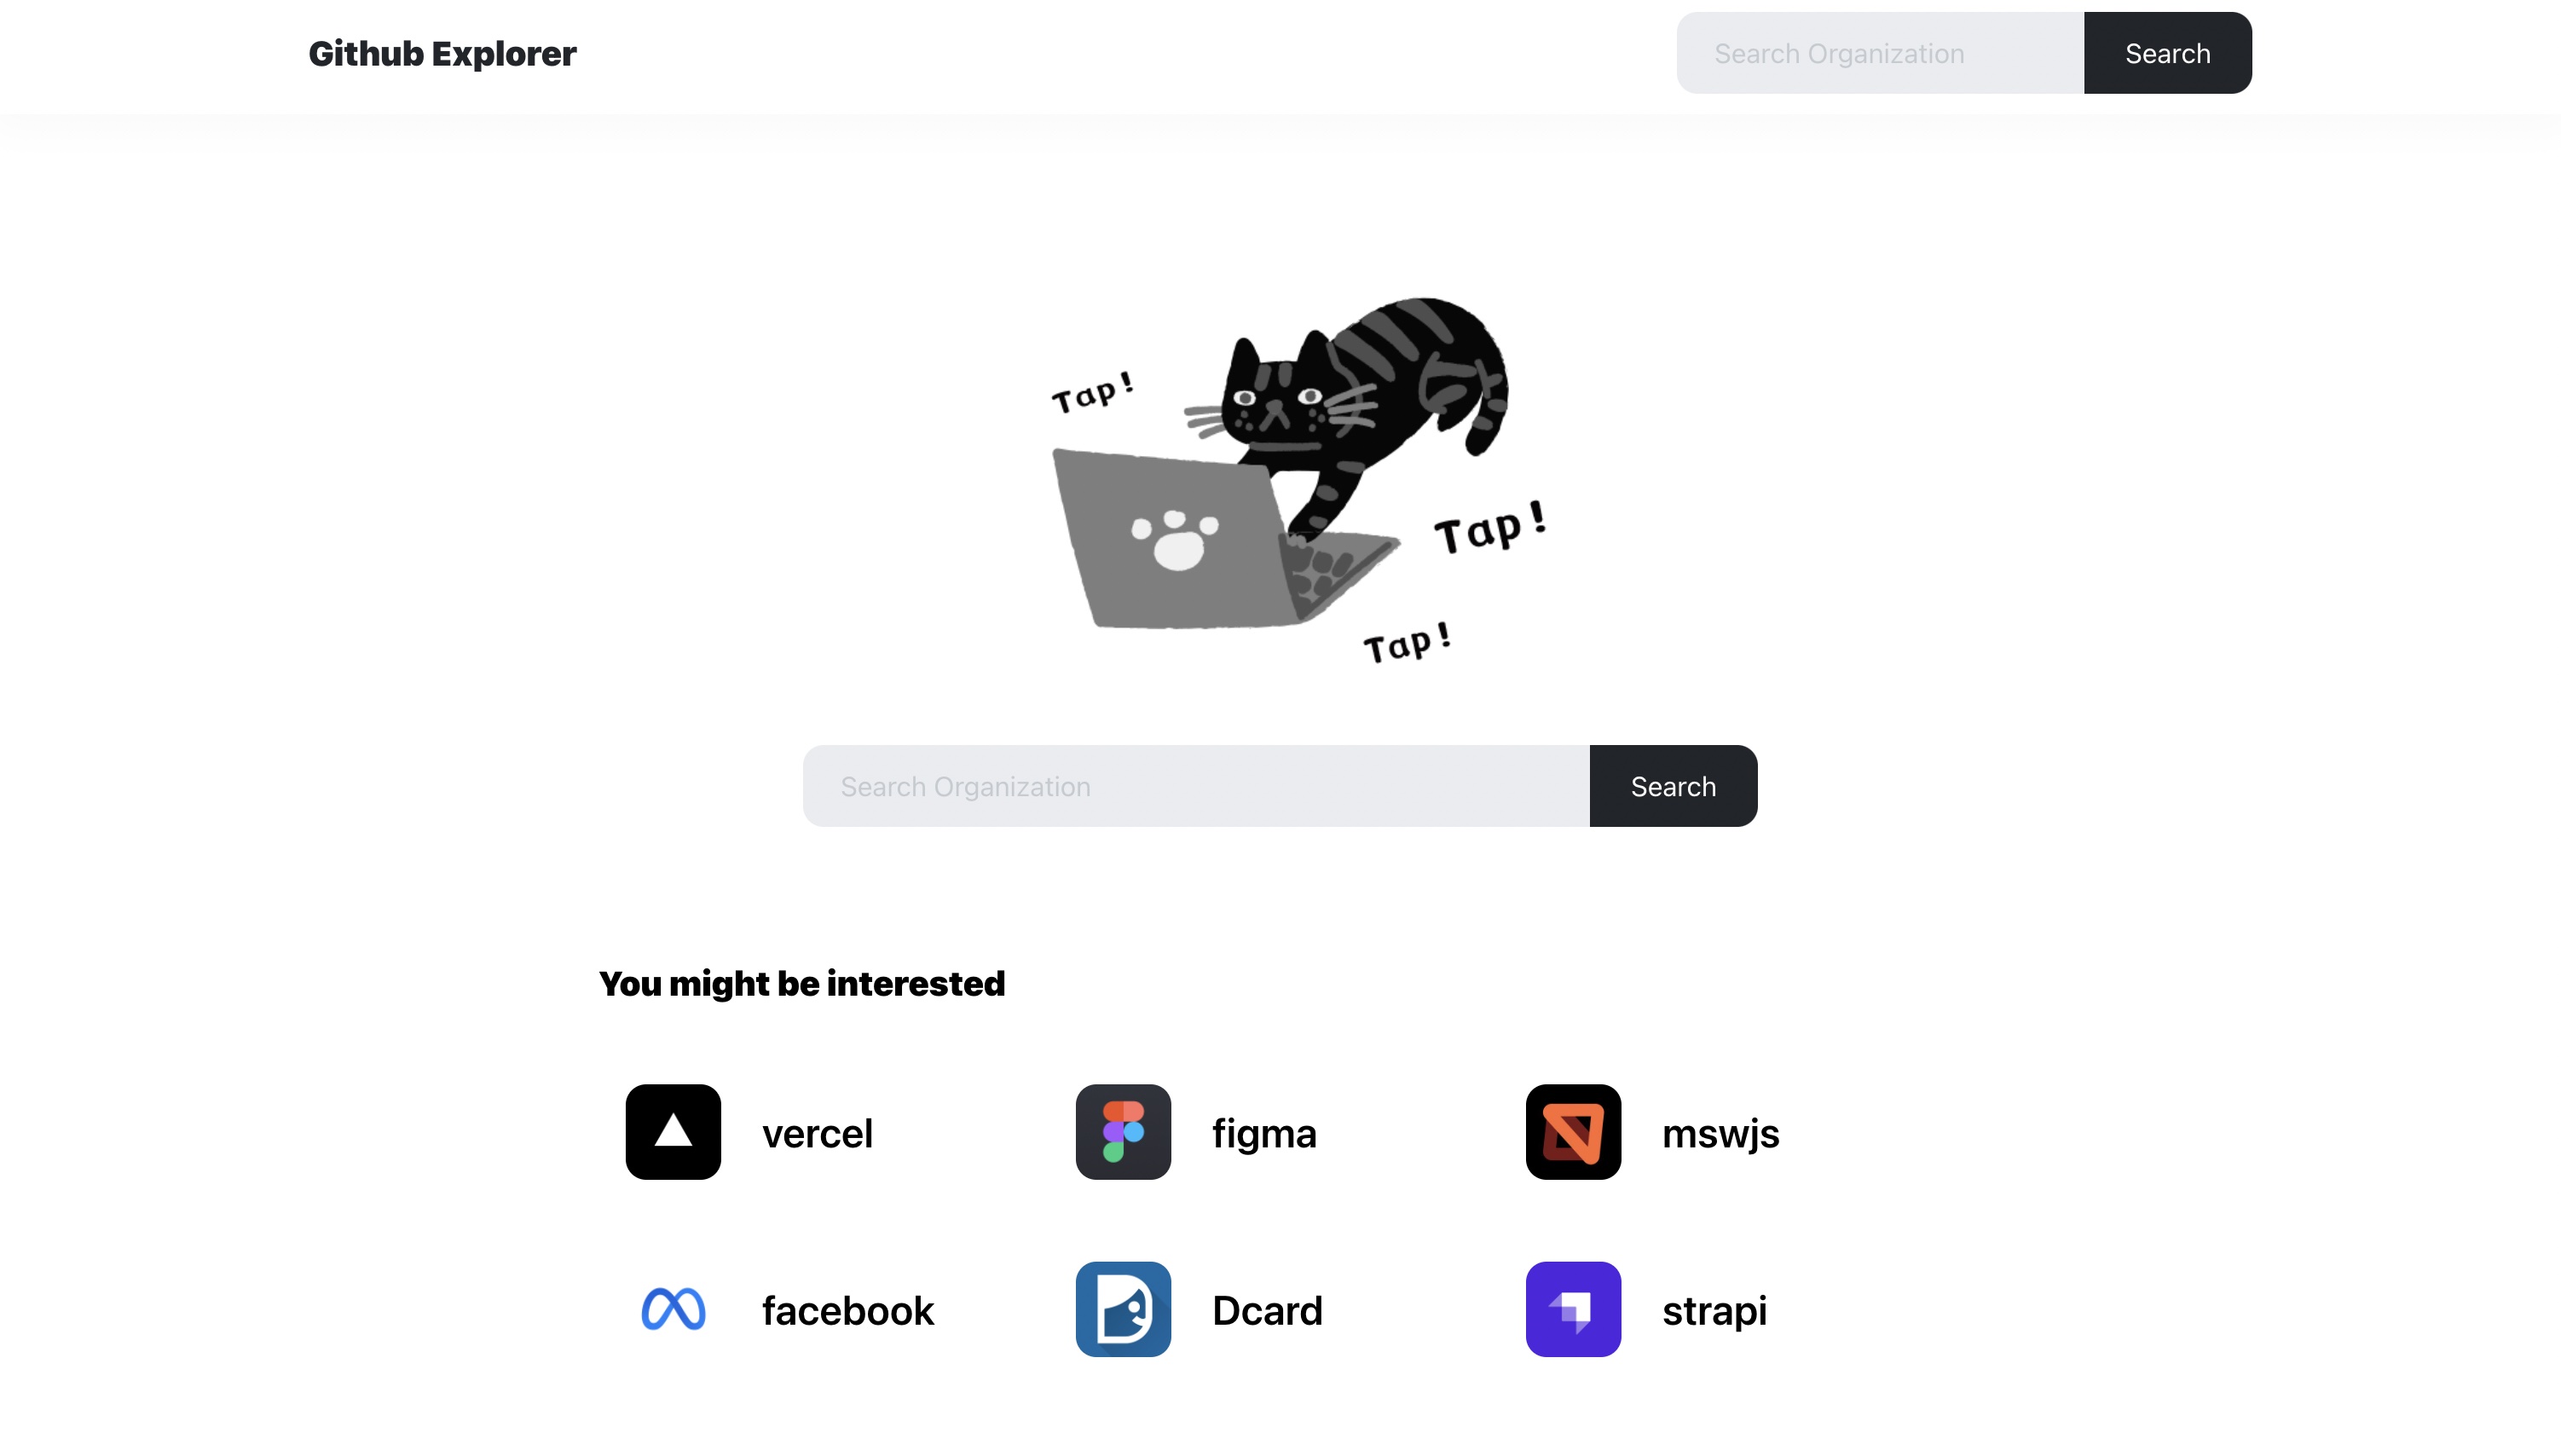 Github Explorer
Search Organization
Search
Tap!
Tap!
Tap!
Search Organization
Search
You might be interested
vercel
figma
mswjs
facebook
Dcard
strapi